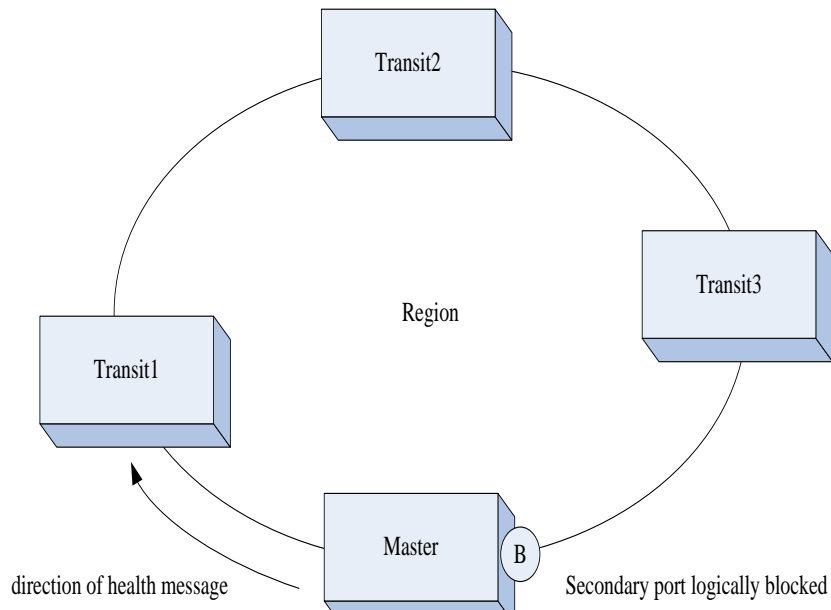 Transit2
Transit3
Region
Transit1
Master
B
direction of health message
Secondary port logically blocked